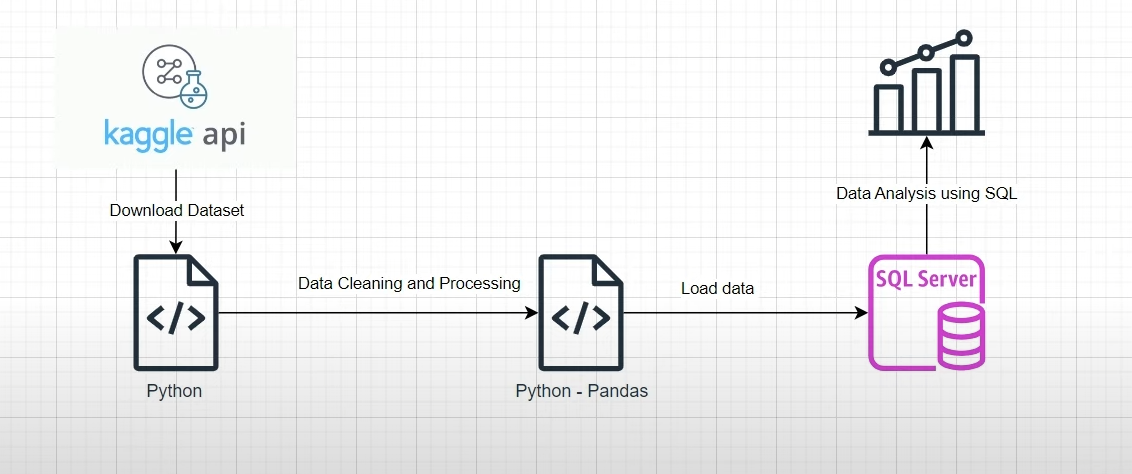 kaggle api
Download Dataset
Python
Data Cleaning and Processing
Python - Pandas
Load data
SQL Server
Data Analysis using SQL